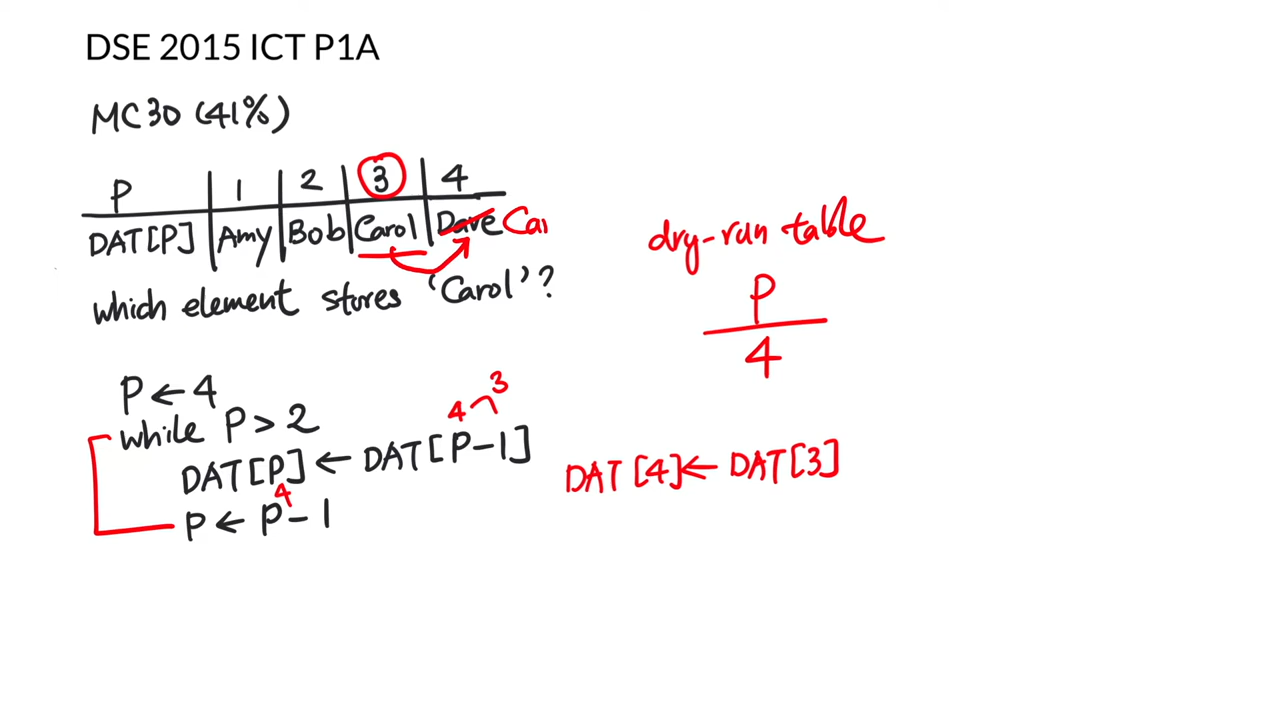 DSE 2015 ICT P1A
MC30 (41%)
P 1 2 3 4
DAT[P] Amy Bob Carol Dave Car
which element stores 'Carol'?
dry-run table
P
4
P ← 4
while P > 2
4 3
DAT[P] ← DAT[P-1]
4
P ← P - 1
DAT[4] ← DAT[3]